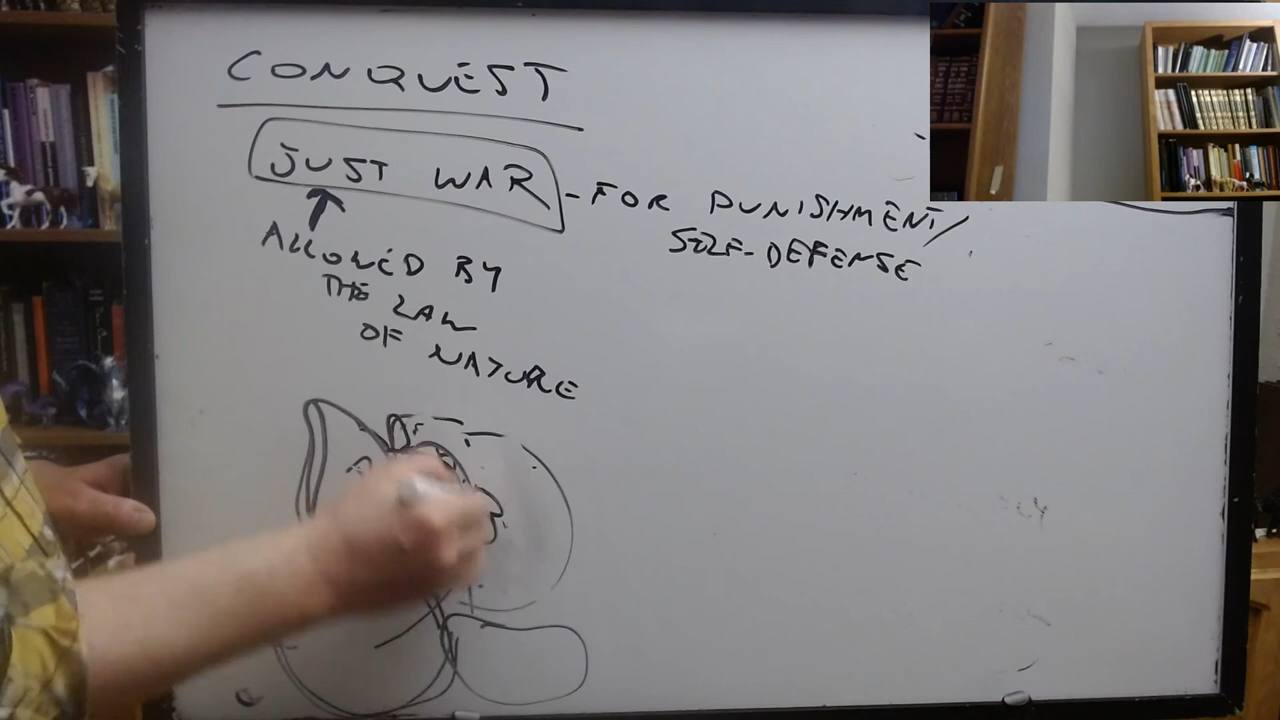 CONQUEST
JUST WAR - FOR PUNISHMENT/
SELF-DEFENSE
ALLOWED BY
THE LAW
OF NATURE